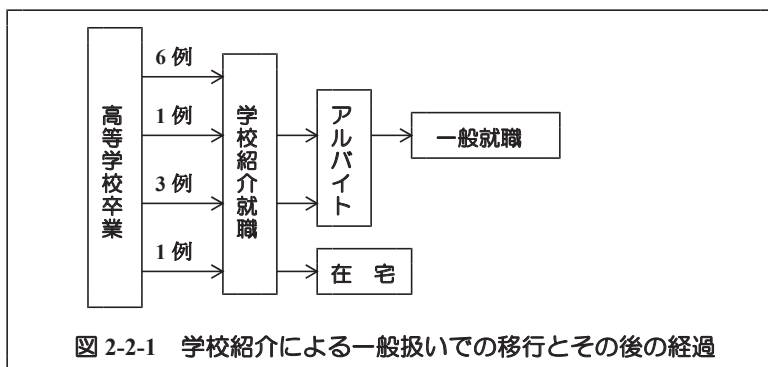 高等学校卒業
6 例
1 例
3 例
1 例
学校紹介就職
アルバイト
一般就職
在 宅
図 2-2-1 学校紹介による一般扱いでの移行とその後の経過